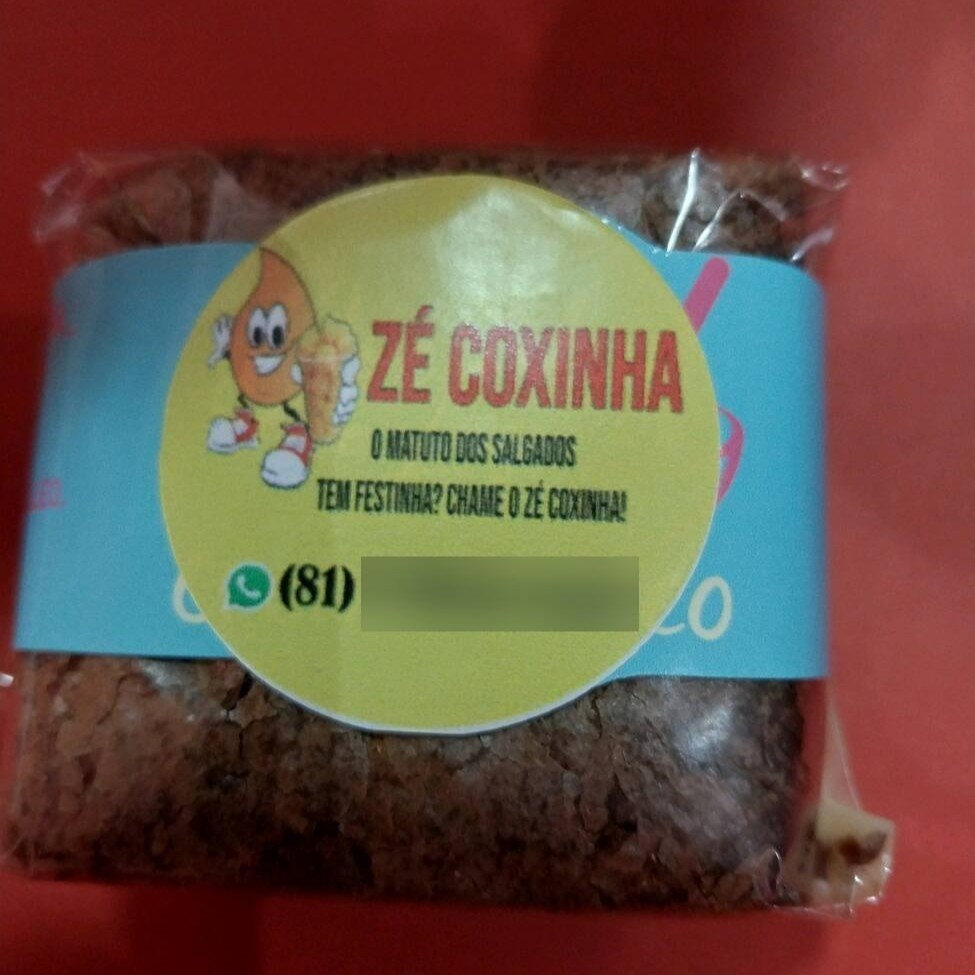 ZÉ COXINHA
O MATUTO DOS SALGADOS
TEM FESTINHA? CHAME O ZÉ COXINHA!
(81)